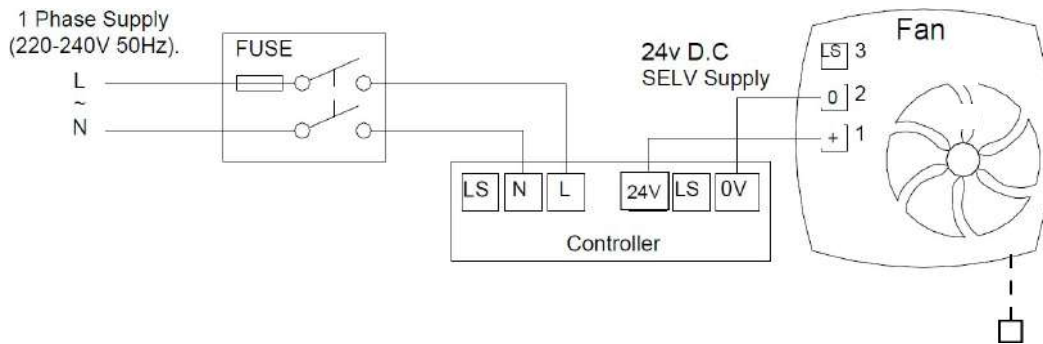 1 Phase Supply
(220-240V 50Hz).
L
~
N
FUSE
24v D.C
SELV Supply
Fan
LS 3
0 2
+ 1
LS N L 24V LS 0V
Controller